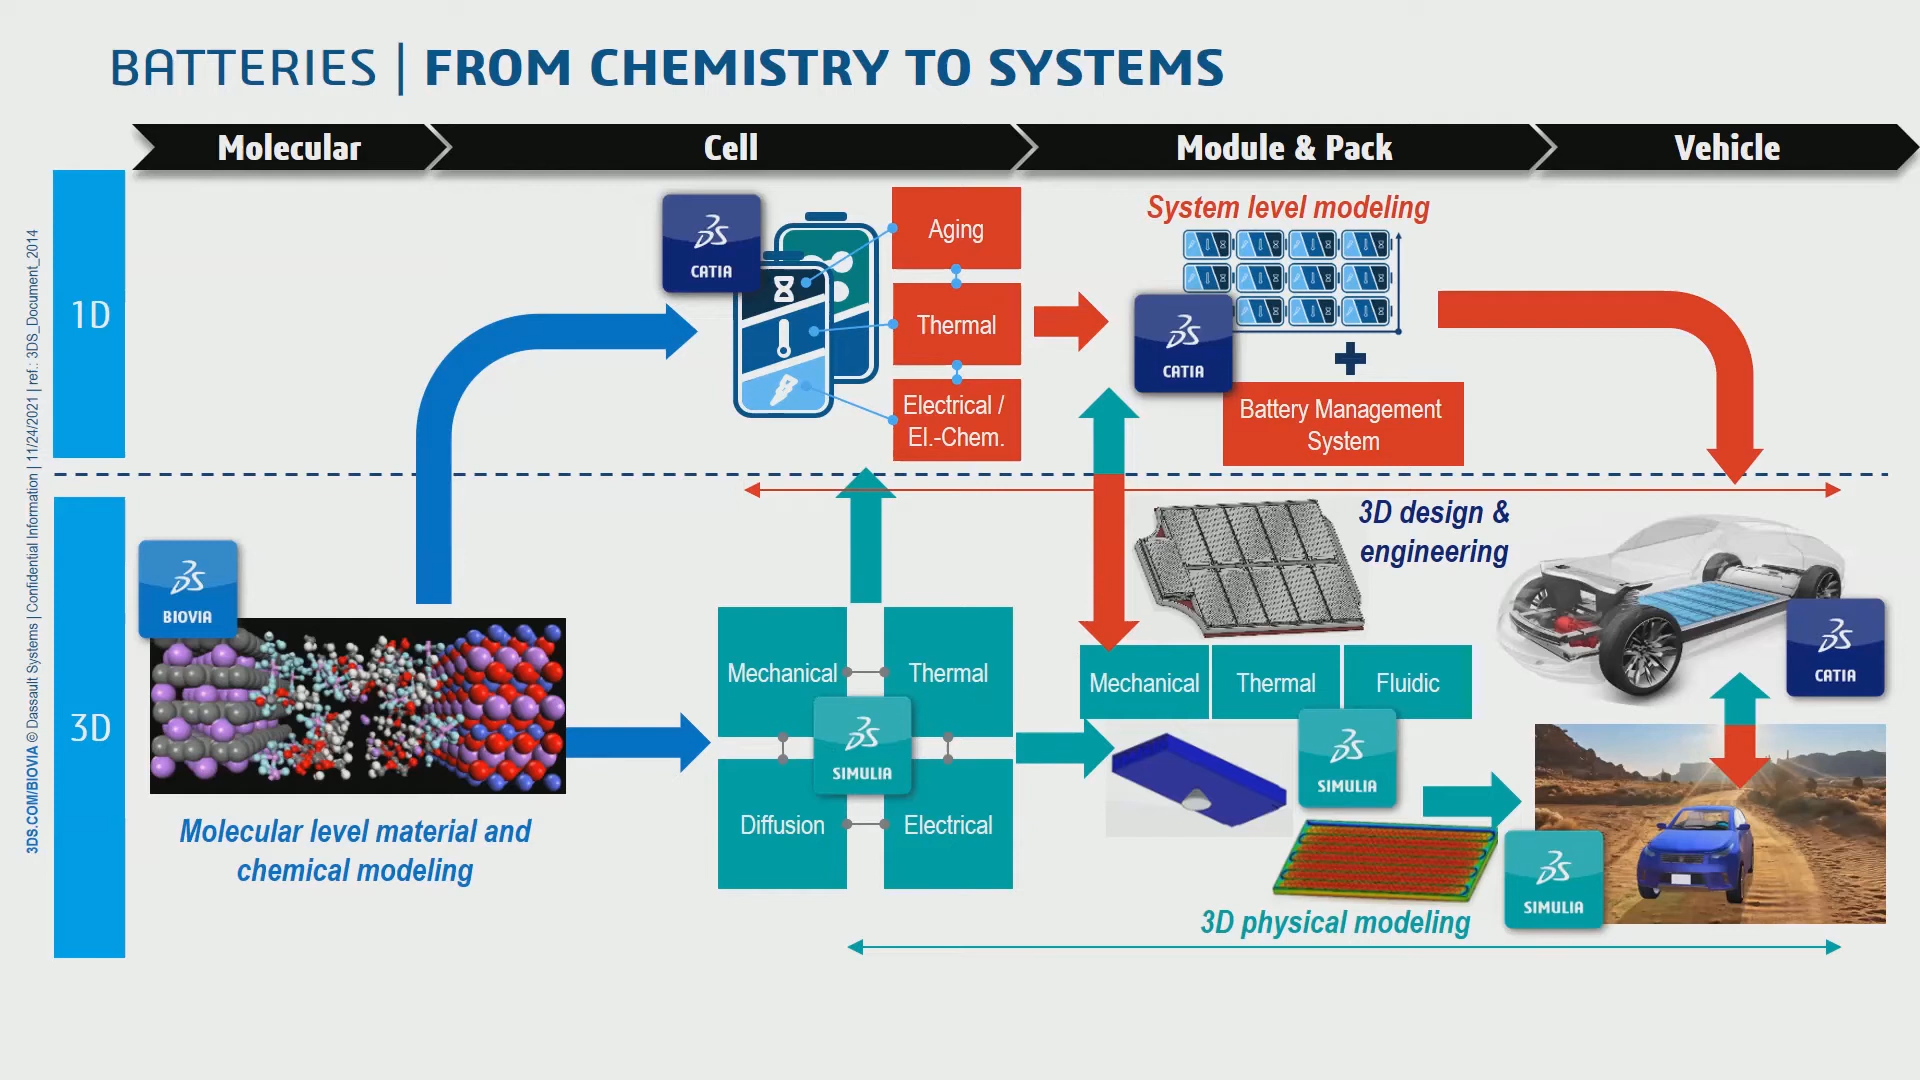 BATTERIES | FROM CHEMISTRY TO SYSTEMS
Molecular
Cell
Module & Pack
Vehicle
3DS.COM/BIOVIA © Dassault Systems | Confidential Information | 11/24/2021 | ref.: 3DS_Document_2014
1D
CATIA
Aging
Thermal
Electrical /
El.-Chem.
System level modeling
CATIA
Battery Management
System
3D
BIOVIA
Molecular level material and
chemical modeling
Mechanical
Thermal
SIMULIA
Diffusion
Electrical
3D design &
engineering
CATIA
Mechanical
Thermal
Fluidic
SIMULIA
SIMULIA
3D physical modeling